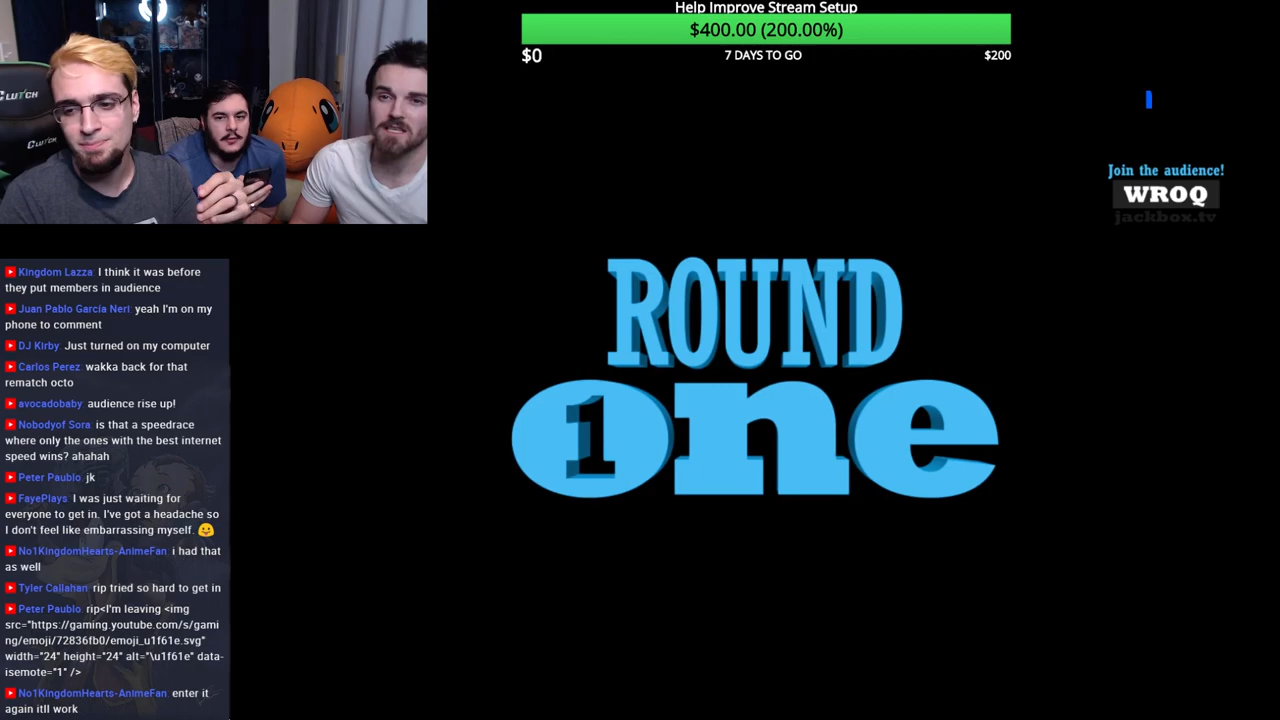 Help Improve Stream Setup
$400.00 (200.00%)
$0
7 DAYS TO GO
$200
CLUTCH
CLUTCH
Join the audience!
WROQ
jackbox.tv
ROUND
1
One
Kingdom Lazza: I think it was before
they put members in audience
Juan Pablo García Neri: yeah I'm on my
phone to comment
DJ Kirby: Just turned on my computer
Carlos Perez: wakka back for that
rematch octo
avocadobaby: audience rise up!
Nobodyof Sora: is that a speedrace
where only the ones with the best internet
speed wins? ahahah
Peter Paublo: jk
FayePlays: I was just waiting for
everyone to get in. I've got a headache so
I don't feel like embarrassing myself.
No1KingdomHearts-AnimeFan: i had that
as well
Tyler Callahan: rip tried so hard to get in
Peter Paublo: rip<I'm leaving <img
src="https://gaming.youtube.com/s/gami
ng/emoji/72836fb0/emoji_u1f61e.svg"
width="24" height="24" alt="\u1f61e" data-
isemote="1" />
No1KingdomHearts-AnimeFan: enter it
again itll work